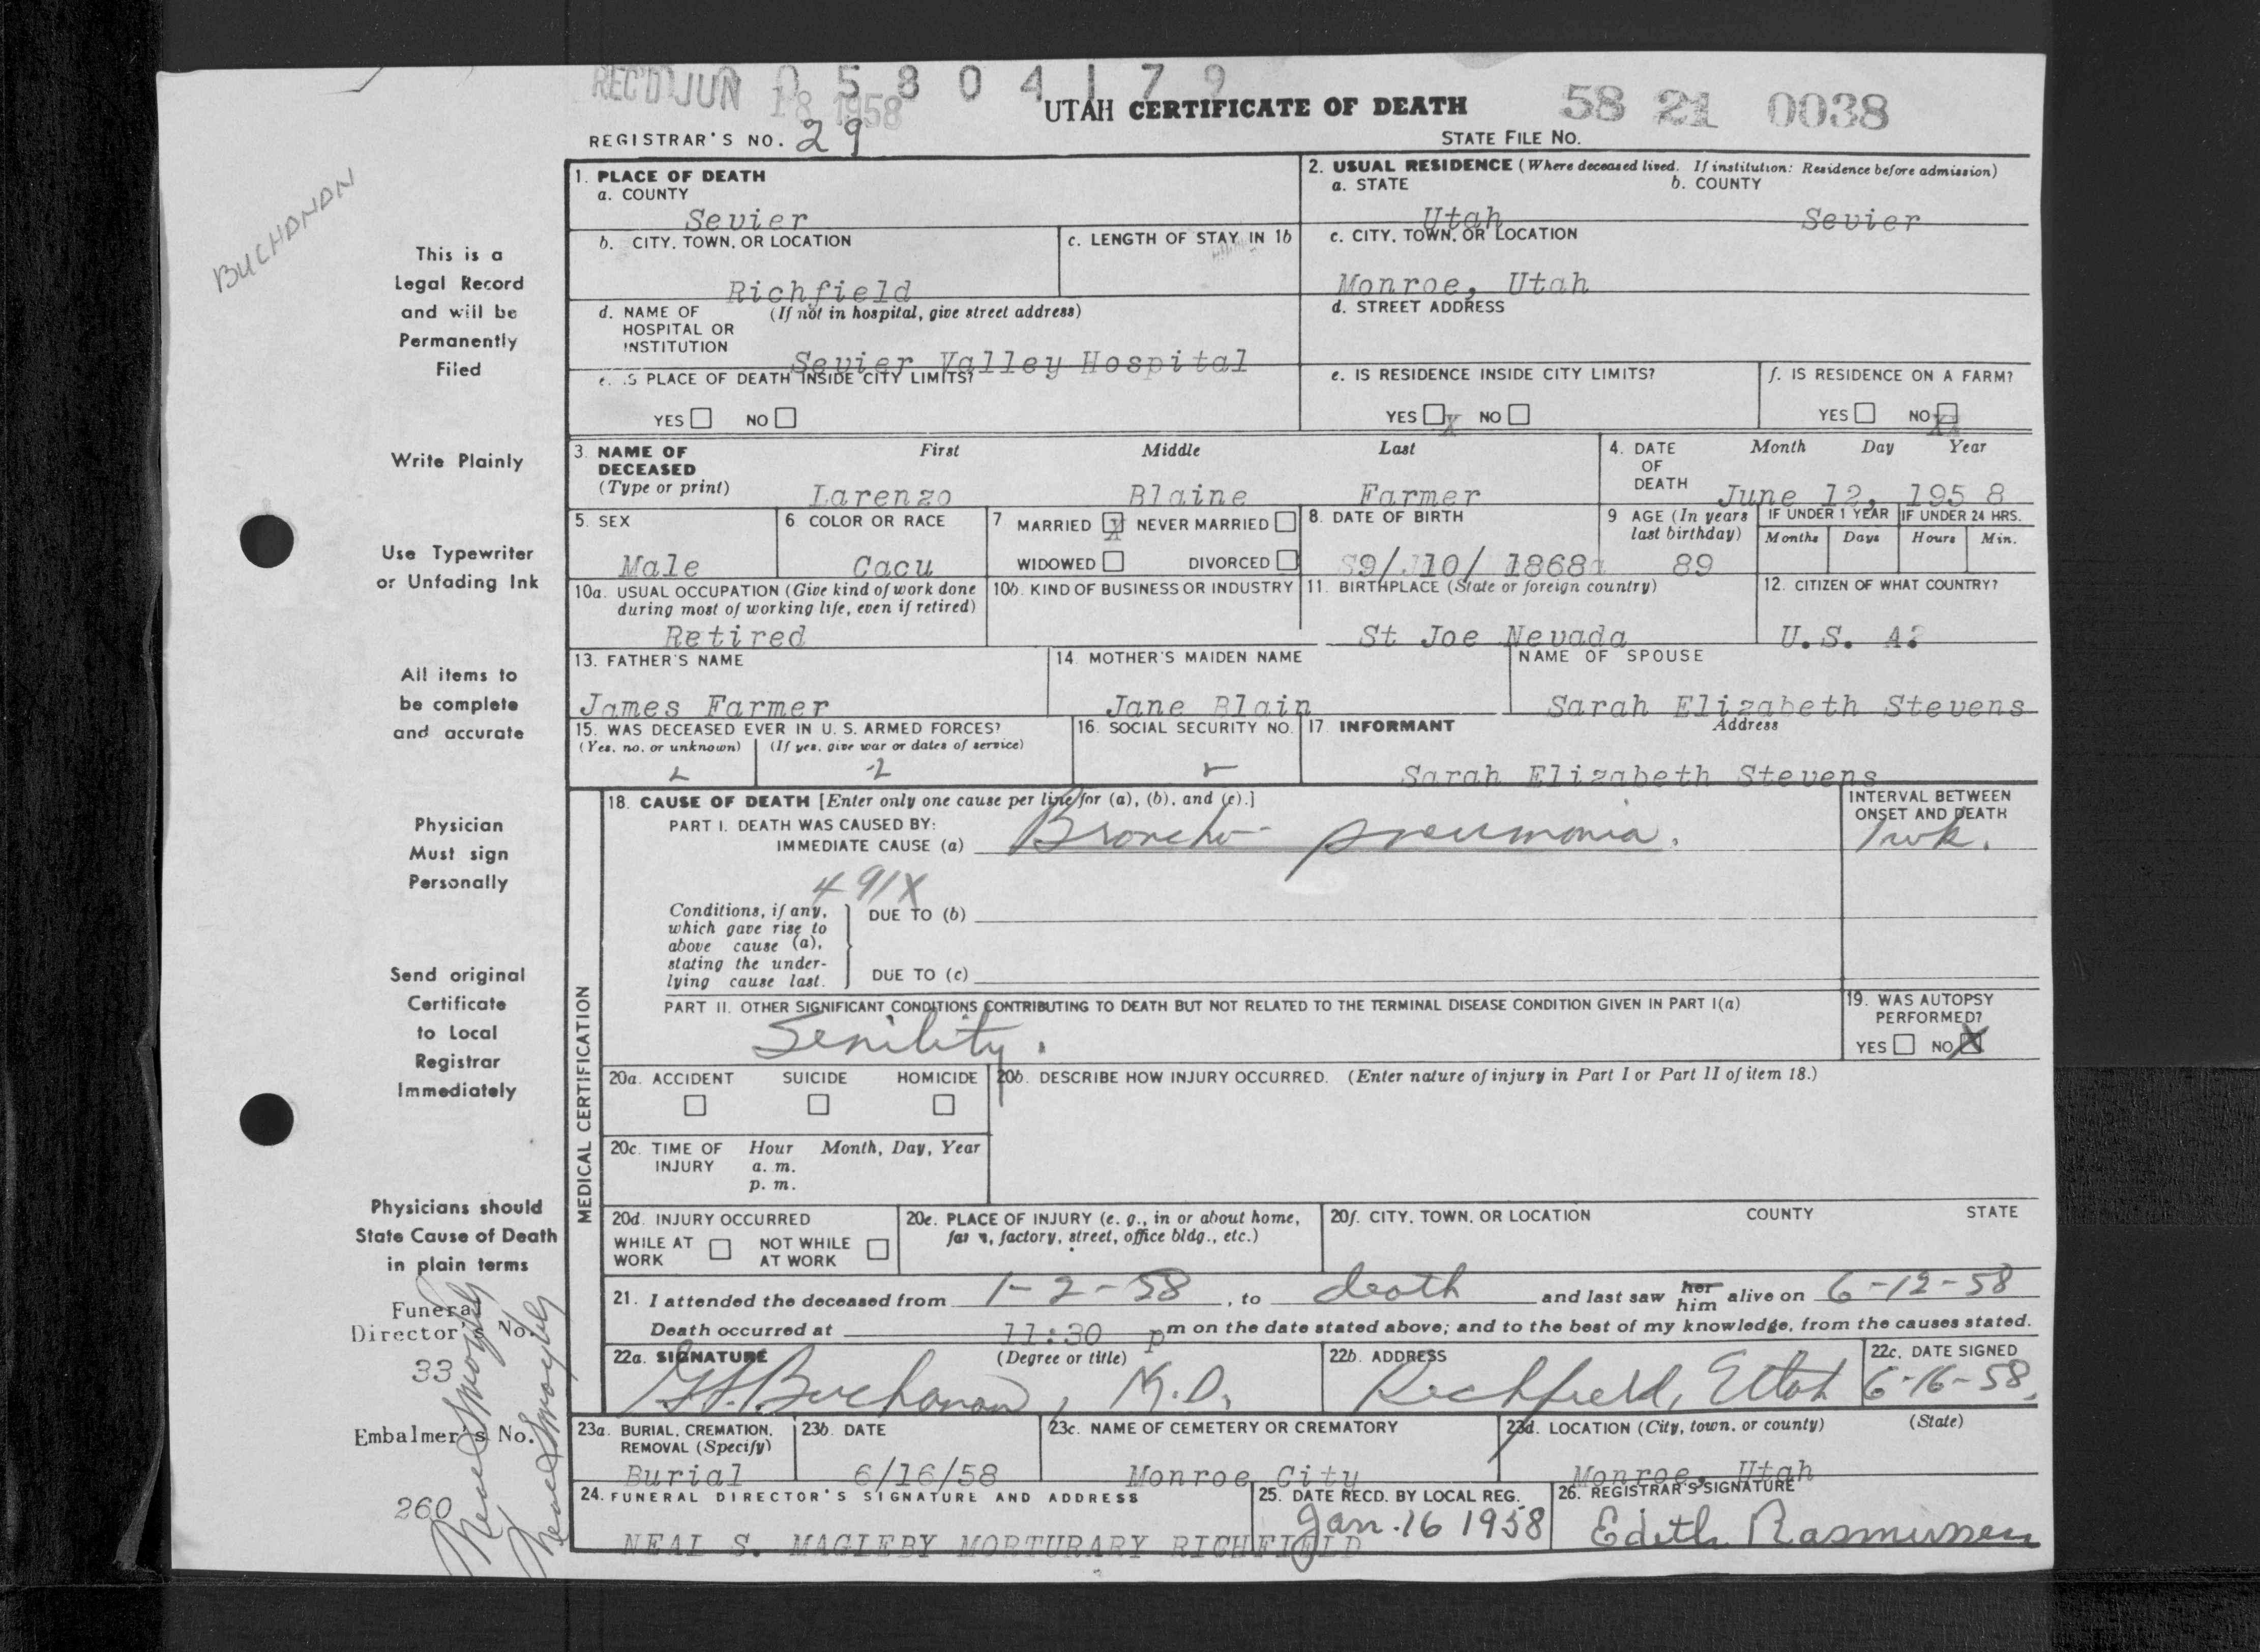 REC'D JUN 18 1958
0 5 8 0 4 1 7 9
UTAH CERTIFICATE OF DEATH
58 21 0038
REGISTRAR'S NO. 29
STATE FILE NO.
BUCHONON
This is a
Legal Record
and will be
Permanently
Filed
Write Plainly
Use Typewriter
or Unfading Ink
All items to
be complete
and accurate
Physician
Must sign
Personally
Send original
Certificate
to Local
Registrar
Immediately
Physicians should
State Cause of Death
in plain terms
Funeral
Director's No.
33
Embalmer's No.
260
1. PLACE OF DEATH
a. COUNTY
Sevier
b. CITY, TOWN, OR LOCATION
Richfield
c. LENGTH OF STAY IN 1b
d. NAME OF HOSPITAL OR INSTITUTION
(If not in hospital, give street address)
Sevier Valley Hospital
e. IS PLACE OF DEATH INSIDE CITY LIMITS?
YES NO
2. USUAL RESIDENCE (Where deceased lived. If institution: Residence before admission)
a. STATE
Utah
b. COUNTY
Sevier
c. CITY, TOWN, OR LOCATION
Monroe, Utah
d. STREET ADDRESS
e. IS RESIDENCE INSIDE CITY LIMITS?
YES X NO
f. IS RESIDENCE ON A FARM?
YES NO XX
3. NAME OF DECEASED
(Type or print)
First Middle Last
Larenzo Blaine Farmer
4. DATE OF DEATH
Month Day Year
June 12, 1958
5. SEX
Male
6 COLOR OR RACE
Cacu
7 MARRIED X NEVER MARRIED
WIDOWED DIVORCED
8. DATE OF BIRTH
9/ 10/ 1868
9 AGE (In years last birthday)
89
IF UNDER 1 YEAR
Months Days
IF UNDER 24 HRS.
Hours Min.
10a. USUAL OCCUPATION (Give kind of work done
during most of working life, even if retired)
Retired
10b. KIND OF BUSINESS OR INDUSTRY
11. BIRTHPLACE (State or foreign country)
St Joe Nevada
12. CITIZEN OF WHAT COUNTRY?
U.S. A.
13. FATHER'S NAME
James Farmer
14. MOTHER'S MAIDEN NAME
Jane Blain
NAME OF SPOUSE
Sarah Elizabeth Stevens
15. WAS DECEASED EVER IN U. S. ARMED FORCES?
(Yes, no, or unknown) (If yes, give war or dates of service)
16. SOCIAL SECURITY NO.
17 INFORMANT Address
Sarah Elizabeth Stevens
MEDICAL CERTIFICATION
18. CAUSE OF DEATH [Enter only one cause per line for (a), (b), and (c).]
PART I. DEATH WAS CAUSED BY:
IMMEDIATE CAUSE (a) Broncho- pneumonia.
INTERVAL BETWEEN
ONSET AND DEATH
1 wk.
491X
Conditions, if any,
which gave rise to
above cause (a),
stating the under-
lying cause last.
DUE TO (b)
DUE TO (c)
PART II. OTHER SIGNIFICANT CONDITIONS CONTRIBUTING TO DEATH BUT NOT RELATED TO THE TERMINAL DISEASE CONDITION GIVEN IN PART I(a)
Senility.
19. WAS AUTOPSY
PERFORMED?
YES NO X
20a. ACCIDENT SUICIDE HOMICIDE
20b. DESCRIBE HOW INJURY OCCURRED. (Enter nature of injury in Part I or Part II of item 18.)
20c. TIME OF INJURY
Hour Month, Day, Year
a. m.
p. m.
20d. INJURY OCCURRED
WHILE AT WORK NOT WHILE AT WORK
20e. PLACE OF INJURY (e. g., in or about home,
farm, factory, street, office bldg., etc.)
20f. CITY, TOWN, OR LOCATION COUNTY STATE
21. I attended the deceased from 1-2-58, to death and last saw her him alive on 6-12-58
Death occurred at 11:30 p m on the date stated above; and to the best of my knowledge, from the causes stated.
22a. SIGNATURE (Degree or title)
Buchanan, M.D.
22b. ADDRESS
Richfield, Utah
22c. DATE SIGNED
6-16-58.
23a. BURIAL, CREMATION,
REMOVAL (Specify)
Burial
23b. DATE
6/16/58
23c. NAME OF CEMETERY OR CREMATORY
Monroe City
23d. LOCATION (City, town, or county) (State)
Monroe, Utah
24. FUNERAL DIRECTOR'S SIGNATURE AND ADDRESS
NEAL S. MAGLEBY MORTURARY RICHFIELD
25. DATE RECD. BY LOCAL REG.
Jan. 16 1958
26. REGISTRAR'S SIGNATURE
Edith Rasmussen